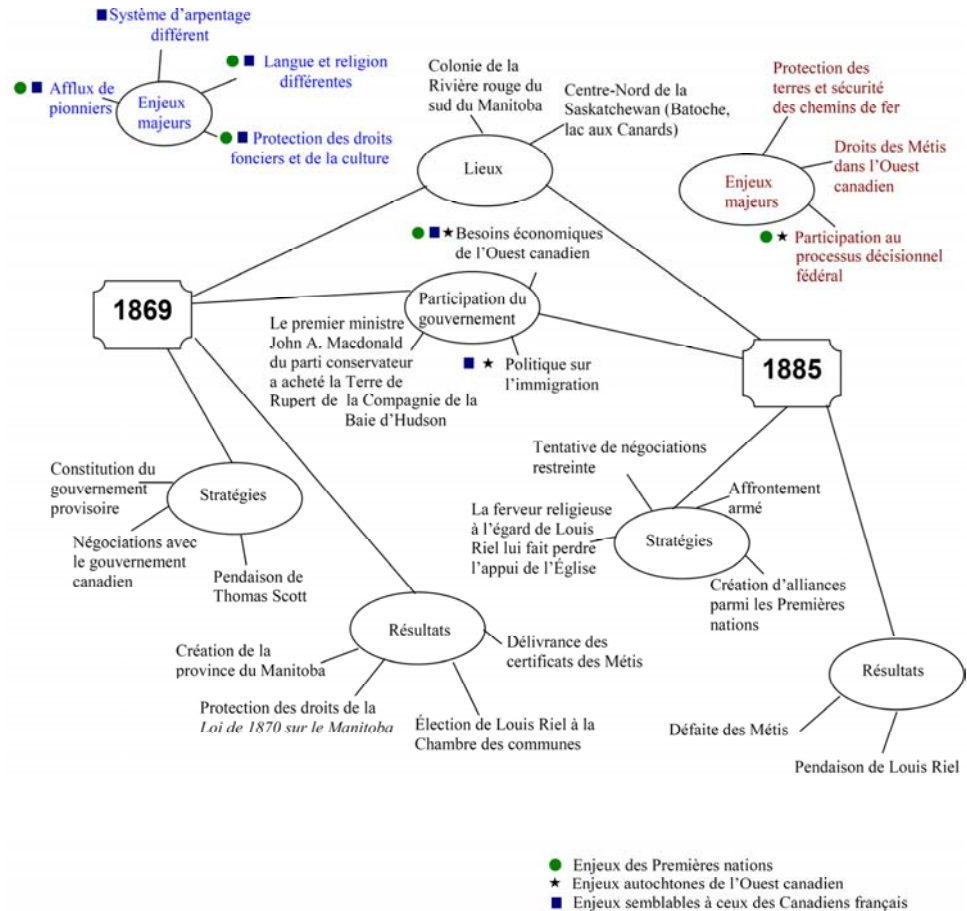 Système d'arpentage
différent
Langue et religion
différentes
Afflux de
pionniers
Enjeux
majeurs
Protection des droits
fonciers et de la culture
Colonie de la
Rivière rouge du
sud du Manitoba
Centre-Nord de la
Saskatchewan (Batoche,
lac aux Canards)
Lieux
Protection des
terres et sécurité
des chemins de fer
Droits des Métis
dans l'Ouest
canadien
Enjeux
majeurs
Participation au
processus décisionnel
fédéral
Besoins économiques
de l'Ouest canadien
Participation du
gouvernement
Le premier ministre
John A. Macdonald
du parti conservateur
a acheté la Terre de
Rupert de la Compagnie de la
Baie d'Hudson
Politique sur
l'immigration
1869
1885
Constitution du
gouvernement
provisoire
Stratégies
Négociations avec
le gouvernement
canadien
Pendaison de
Thomas Scott
Tentative de négociations
restreinte
Affrontement
armé
La ferveur religieuse
à l'égard de Louis
Riel lui fait perdre
l'appui de l'Église
Stratégies
Création d'alliances
parmi les Premières
nations
Résultats
Création de la
province du Manitoba
Délivrance des
certificats des Métis
Protection des droits de la
Loi de 1870 sur le Manitoba
Élection de Louis Riel à la
Chambre des communes
Résultats
Défaite des Métis
Pendaison de Louis Riel
Enjeux des Premières nations
Enjeux autochtones de l'Ouest canadien
Enjeux semblables à ceux des Canadiens français